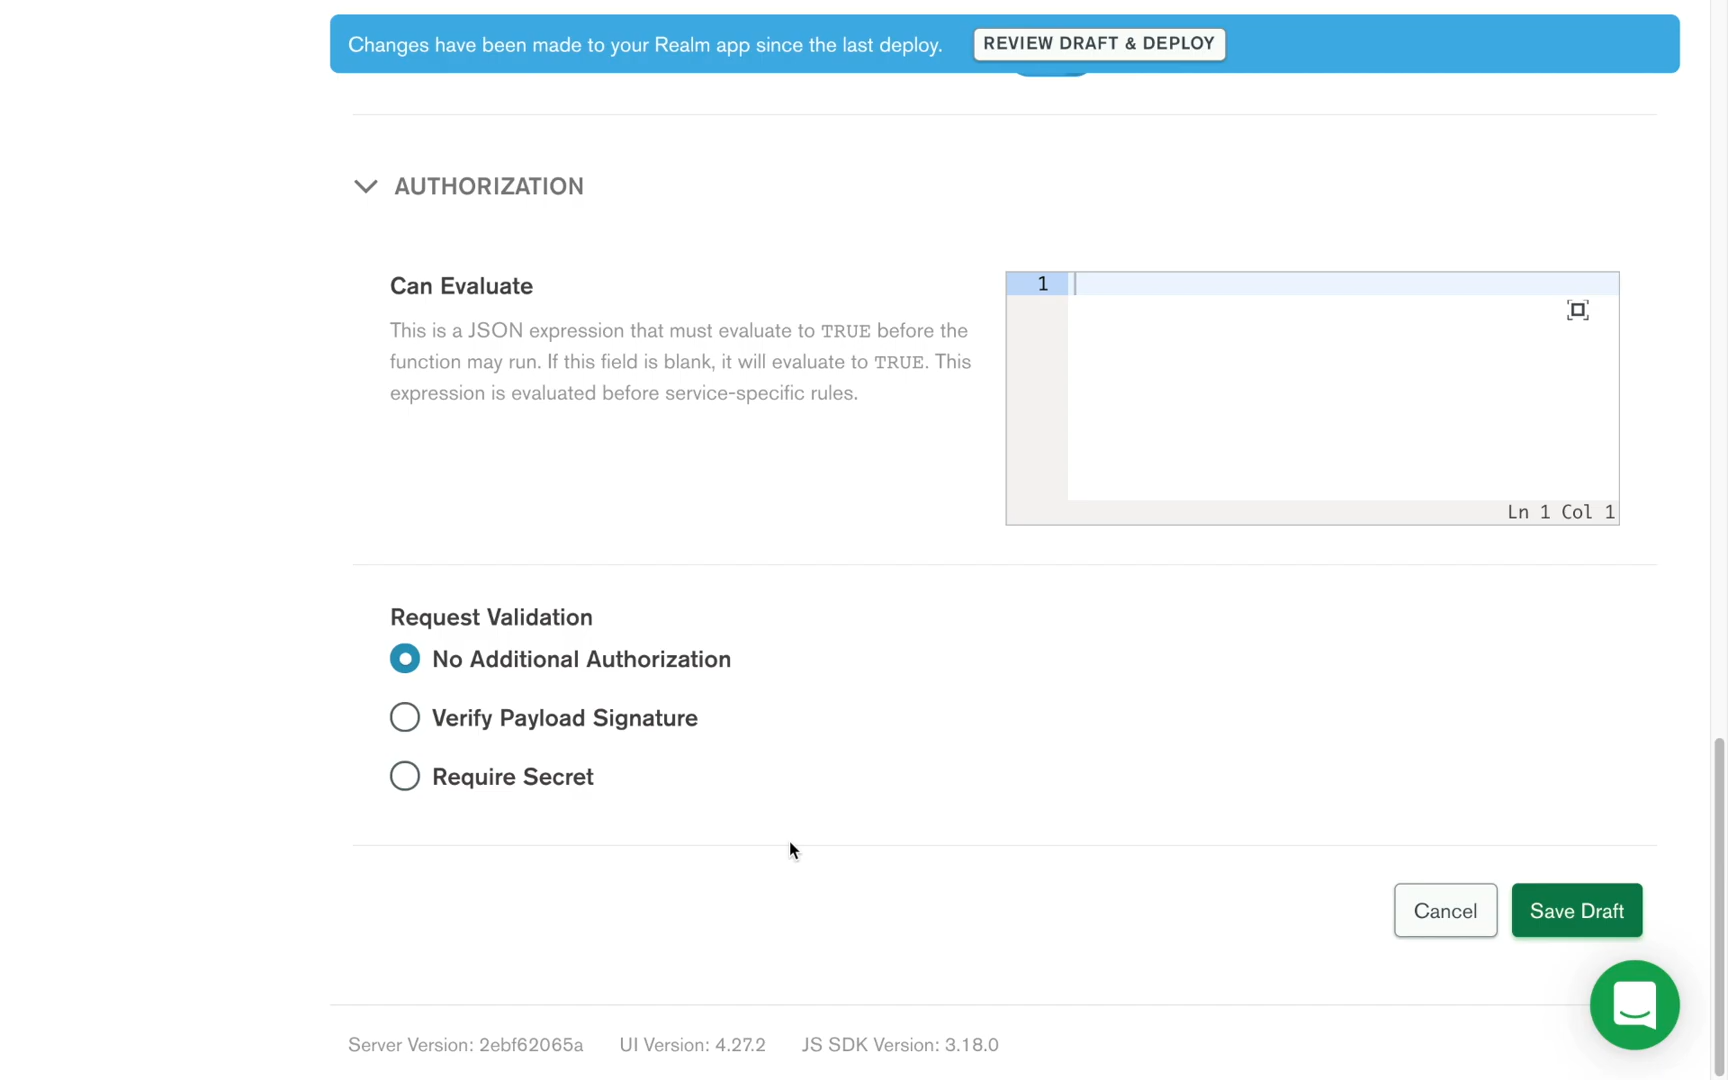 Changes have been made to your Realm app since the last deploy.
REVIEW DRAFT & DEPLOY
AUTHORIZATION
Can Evaluate
This is a JSON expression that must evaluate to TRUE before the
function may run. If this field is blank, it will evaluate to TRUE. This
expression is evaluated before service-specific rules.
1
Ln 1 Col 1
Request Validation
No Additional Authorization
Verify Payload Signature
Require Secret
Cancel
Save Draft
Server Version: 2ebf62065a
UI Version: 4.27.2
JS SDK Version: 3.18.0